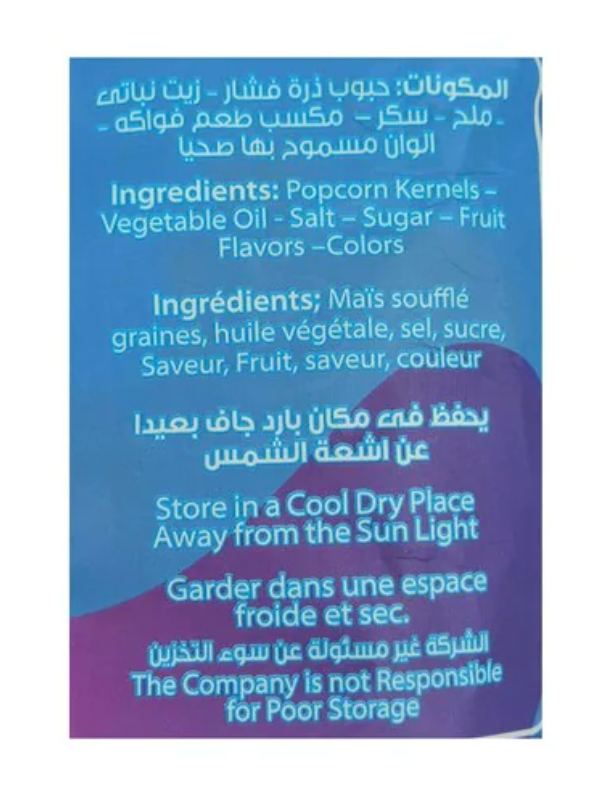 المكونات: حبوب ذرة فشار - زيت نباتى
- ملح - سكر - مكسب طعم فواكه -
الوان مسموح بها صحيا
Ingredients: Popcorn Kernels –
Vegetable Oil - Salt – Sugar – Fruit
Flavors –Colors
Ingrédients; Maïs soufflé
graines, huile végétale, sel, sucre,
Saveur, Fruit, saveur, couleur
يحفظ فى مكان بارد جاف بعيدا
عن اشعة الشمس
Store in a Cool Dry Place
Away from the Sun Light
Garder dans une espace
froide et sec.
الشركة غير مسئولة عن سوء التخزين
The Company is not Responsible
for Poor Storage